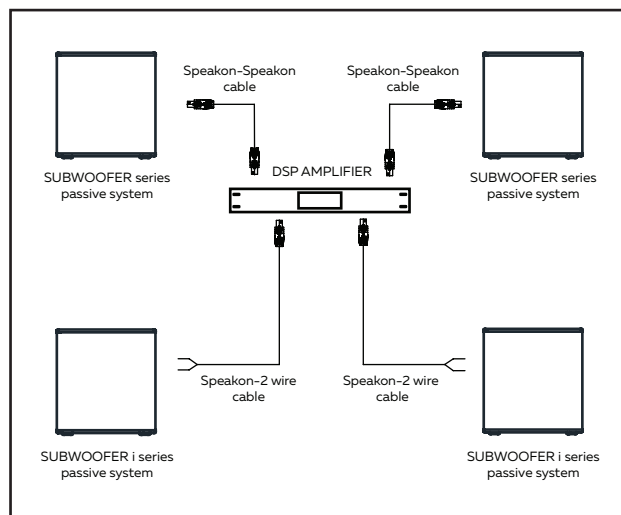 Speakon-Speakon
cable
Speakon-Speakon
cable
DSP AMPLIFIER
SUBWOOFER series
passive system
SUBWOOFER series
passive system
Speakon-2 wire
cable
Speakon-2 wire
cable
SUBWOOFER i series
passive system
SUBWOOFER i series
passive system